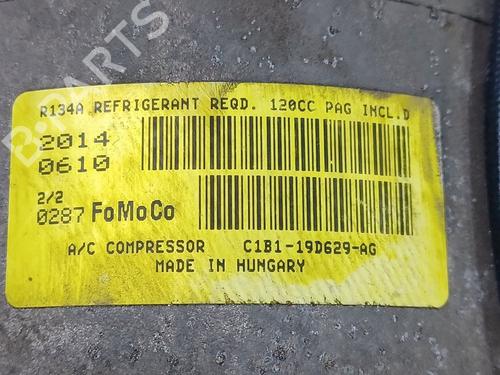 R134A REFRIGERANT REQD. 120CC PAG INCL.D
2014
0610
2/2
0287 FoMoCo
A/C COMPRESSOR C1B1-19D629-AG
MADE IN HUNGARY
B-PARTS